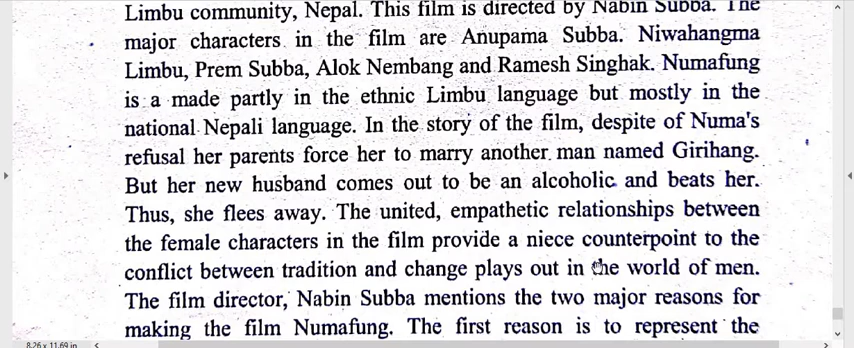 Limbu community, Nepal. This film is directed by Nabin Subba. The
major characters in the film are Anupama Subba. Niwahangma
Limbu, Prem Subba, Alok Nembang and Ramesh Singhak. Numafung
is a made partly in the ethnic Limbu language but mostly in the
national Nepali language. In the story of the film, despite of Numa's
refusal her parents force her to marry another man named Girihang.
But her new husband comes out to be an alcoholic and beats her.
Thus, she flees away. The united, empathetic relationships between
the female characters in the film provide a niece counterpoint to the
conflict between tradition and change plays out in the world of men.
The film director, Nabin Subba mentions the two major reasons for
making the film Numafung. The first reason is to represent the
8.26 x 11.69 in